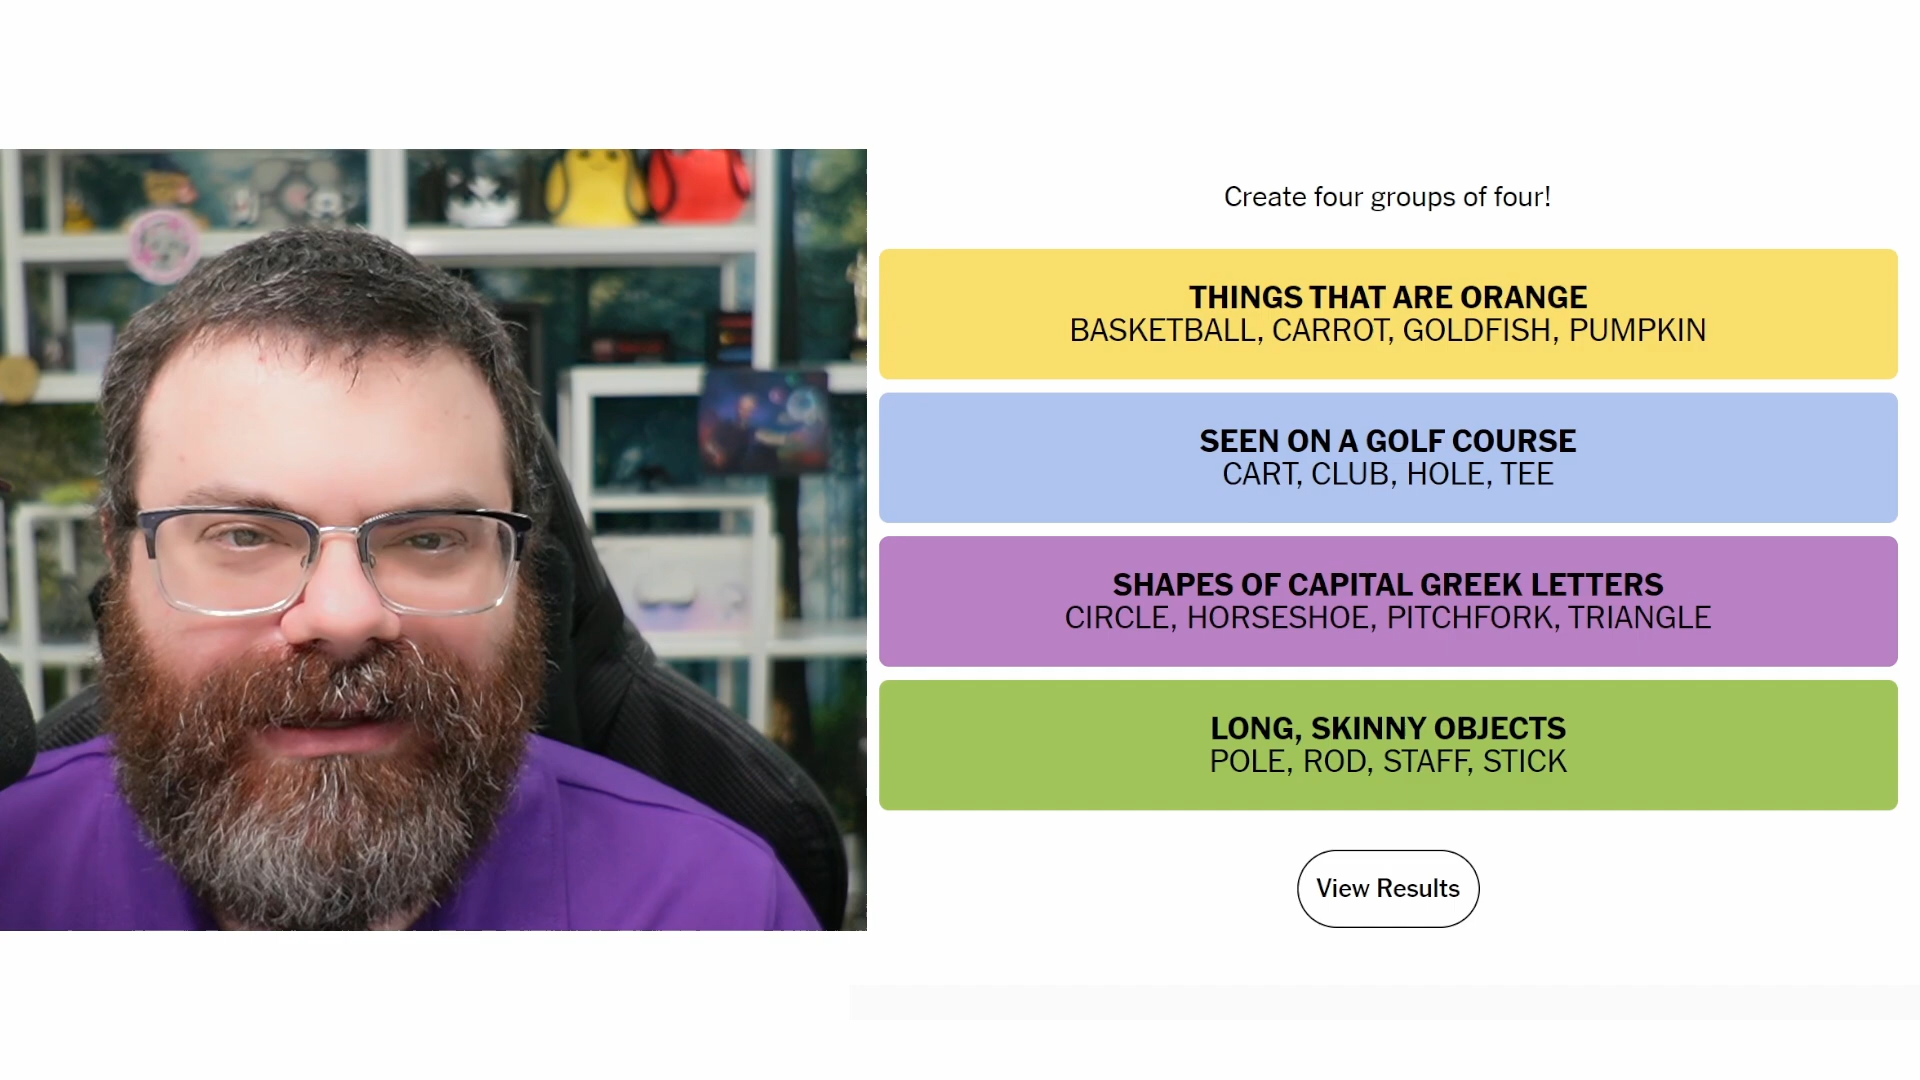 Create four groups of four!
THINGS THAT ARE ORANGE
BASKETBALL, CARROT, GOLDFISH, PUMPKIN
SEEN ON A GOLF COURSE
CART, CLUB, HOLE, TEE
SHAPES OF CAPITAL GREEK LETTERS
CIRCLE, HORSESHOE, PITCHFORK, TRIANGLE
LONG, SKINNY OBJECTS
POLE, ROD, STAFF, STICK
View Results